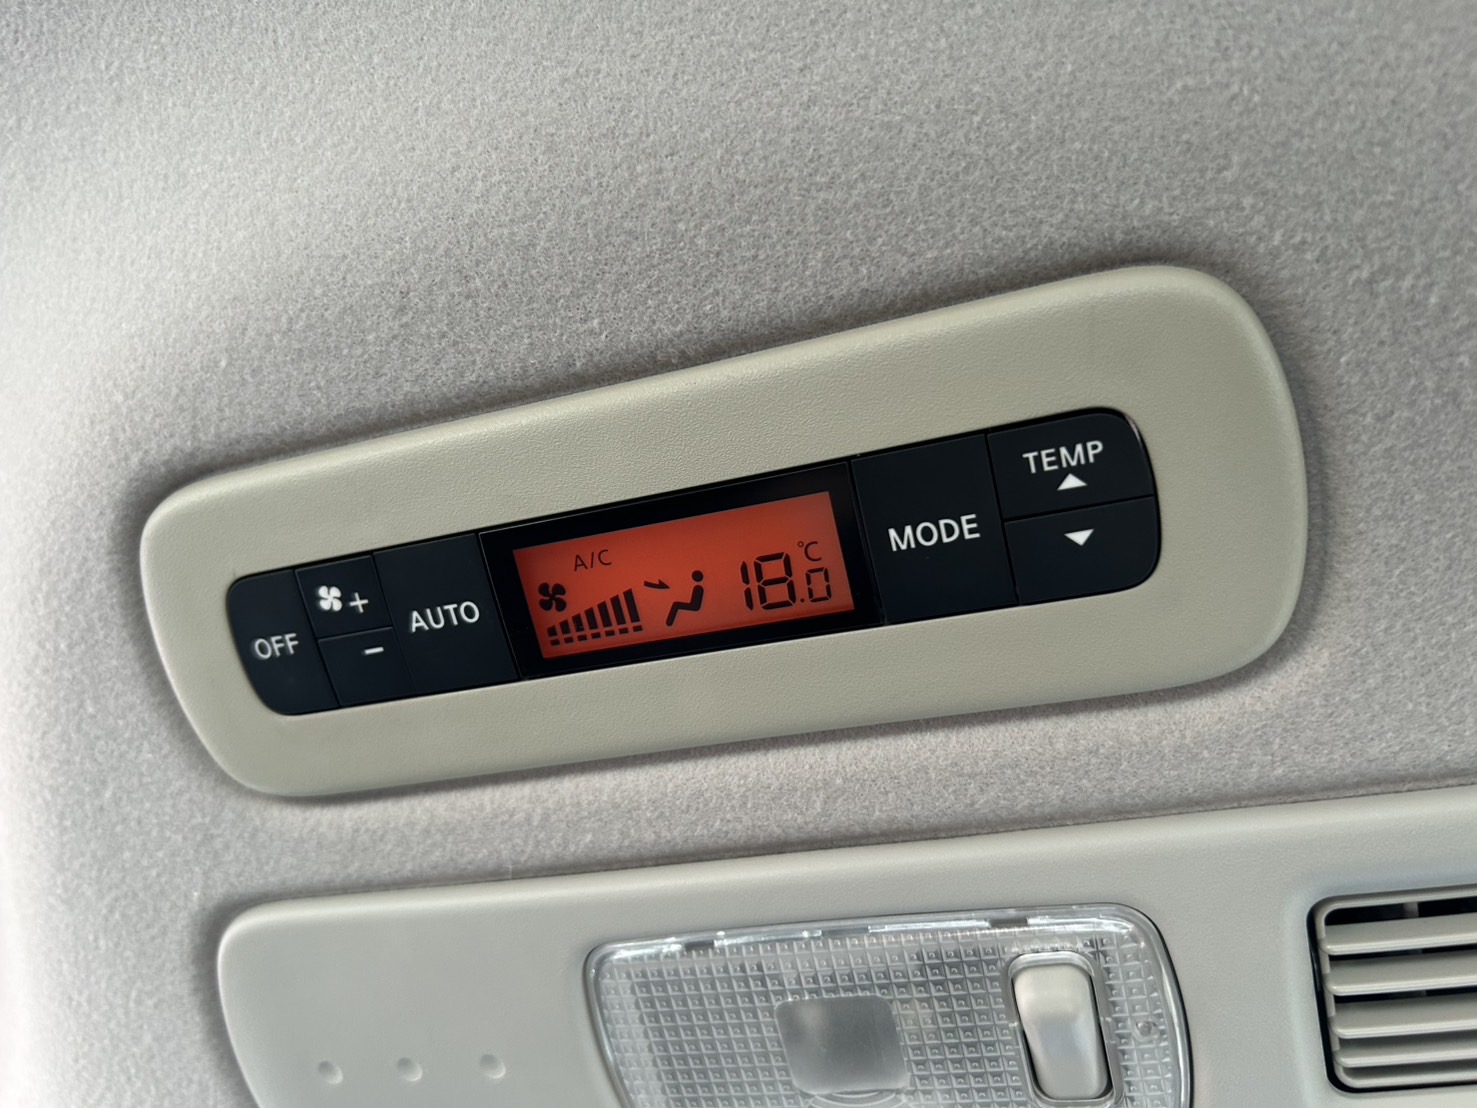 OFF
+
-
AUTO
A/C
18.0 °C
MODE
TEMP